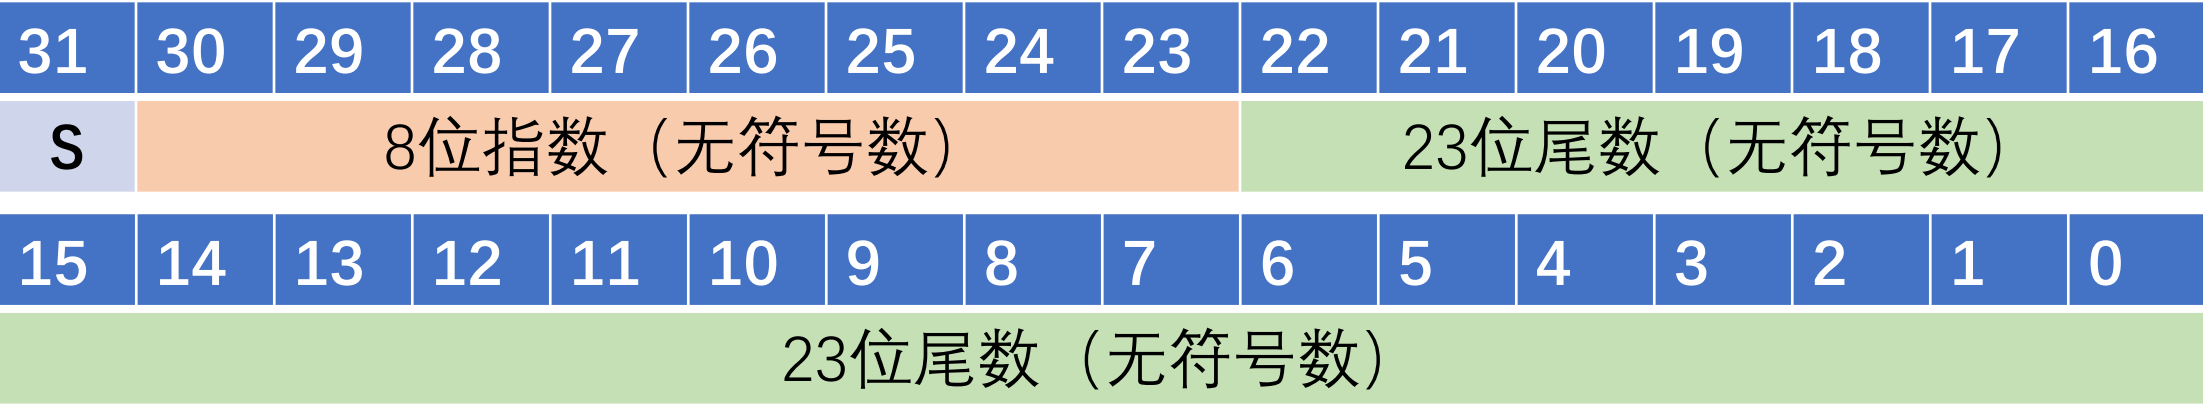 31 30 29 28 27 26 25 24 23 22 21 20 19 18 17 16
S 8位指数（无符号数） 23位尾数（无符号数）
15 14 13 12 11 10 9 8 7 6 5 4 3 2 1 0
23位尾数（无符号数）